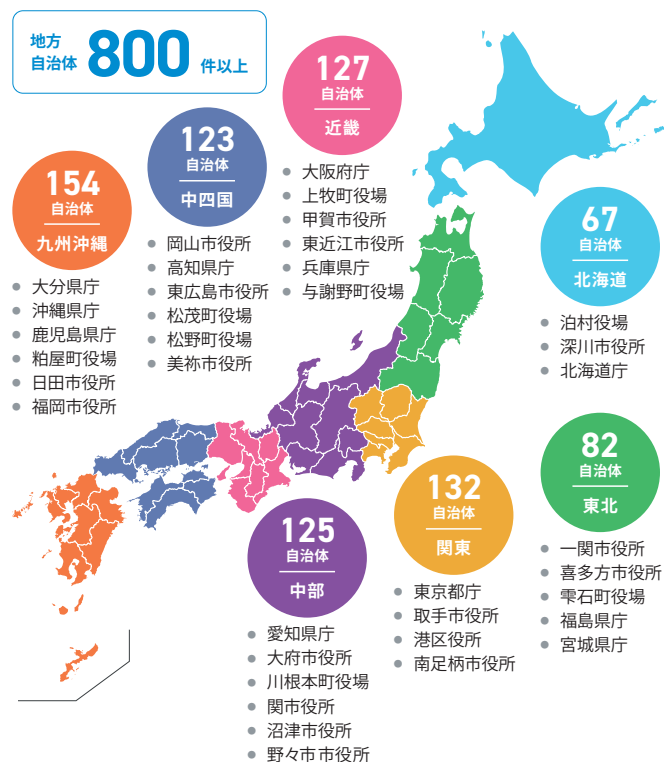 地方
自治体 800 件以上
127
自治体
近畿
大阪府庁
上牧町役場
甲賀市役所
東近江市役所
兵庫県庁
与謝野町役場
123
自治体
中四国
岡山市役所
高知県庁
東広島市役所
松茂町役場
松野町役場
美祢市役所
154
自治体
九州沖縄
大分県庁
沖縄県庁
鹿児島県庁
粕屋町役場
日田市役所
福岡市役所
67
自治体
北海道
泊村役場
深川市役所
北海道庁
82
自治体
東北
一関市役所
喜多方市役所
雫石町役場
福島県庁
宮城県庁
132
自治体
関東
東京都庁
取手市役所
港区役所
南足柄市役所
125
自治体
中部
愛知県庁
大府市役所
川根本町役場
関市役所
沼津市役所
野々市市役所